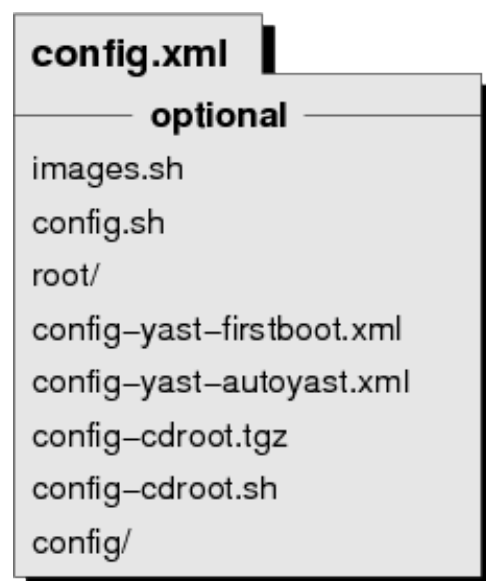 config.xml
optional
images.sh
config.sh
root/
config-yast-firstboot.xml
config-yast-autoyast.xml
config-cdroot.tgz
config-cdroot.sh
config/